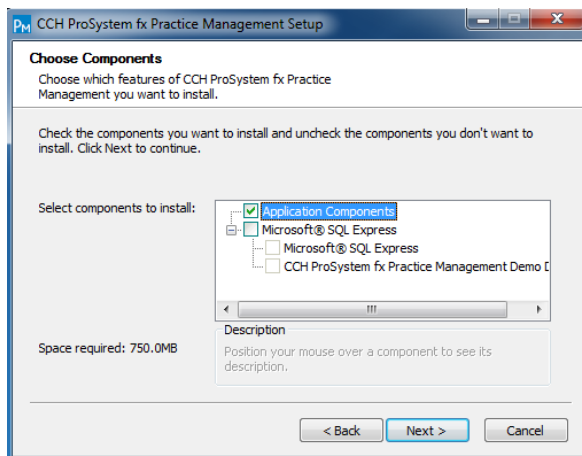 PM CCH ProSystem fx Practice Management Setup
Choose Components
Choose which features of CCH ProSystem fx Practice
Management you want to install.
Check the components you want to install and uncheck the components you don't want to
install. Click Next to continue.
Select components to install:
Application Components
Microsoft® SQL Express
Microsoft® SQL Express
CCH ProSystem fx Practice Management Demo D
Space required: 750.0MB
Description
Position your mouse over a component to see its
description.
< Back
Next >
Cancel